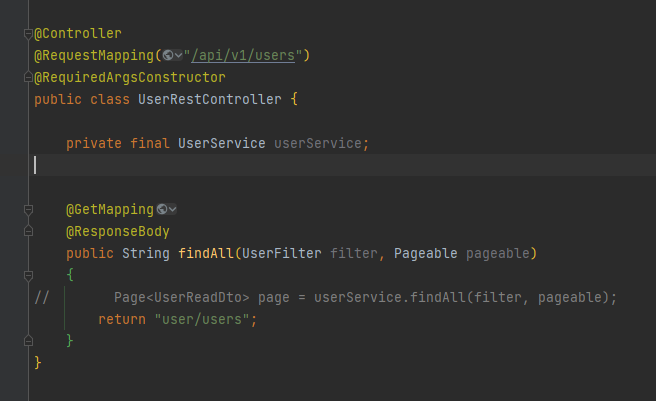 @Controller
@RequestMapping("/api/v1/users")
@RequiredArgsConstructor
public class UserRestController {
private final UserService userService;
@GetMapping
@ResponseBody
public String findAll(UserFilter filter, Pageable pageable)
{
// Page<UserReadDto> page = userService.findAll(filter, pageable);
return "user/users";
}
}